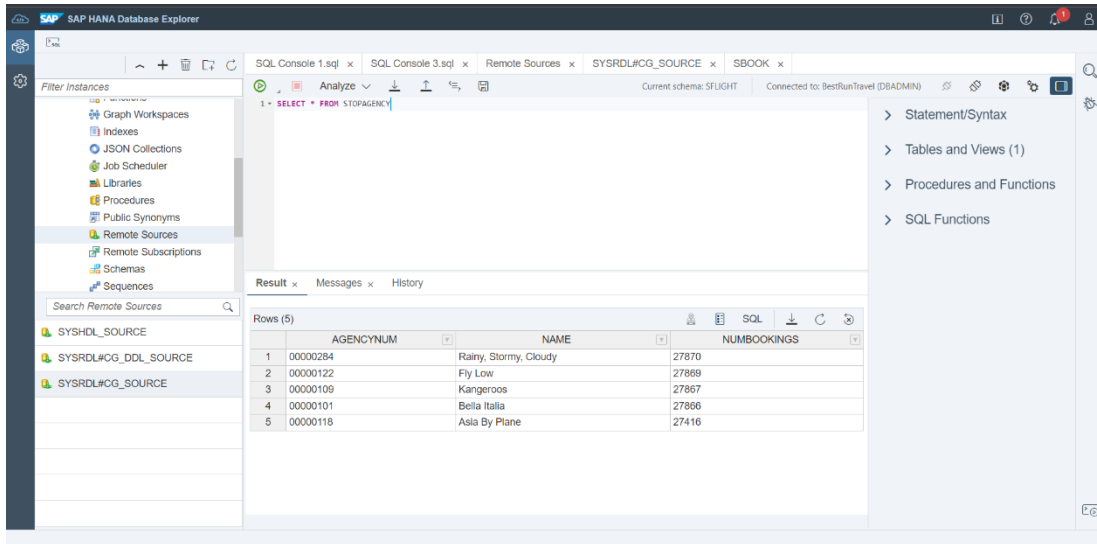 SAP SAP HANA Database Explorer
1
SQL
SQL Console 1.sql x SQL Console 3.sql x Remote Sources x SYSRDL#CG_SOURCE x SBOOK x
Filter Instances
Analyze
Current schema: SFLIGHT
Connected to: BestRunTravel (DBADMIN)
1 SELECT * FROM STOPAGENCY
Functions
Graph Workspaces
Indexes
JSON Collections
Job Scheduler
Libraries
Procedures
Public Synonyms
Remote Sources
Remote Subscriptions
Schemas
Sequences
Search Remote Sources
SYSHDL_SOURCE
SYSRDL#CG_DDL_SOURCE
SYSRDL#CG_SOURCE
Statement/Syntax
Tables and Views (1)
Procedures and Functions
SQL Functions
Result x Messages x History
Rows (5) SQL
AGENCYNUM NAME NUMBOOKINGS
1 00000284 Rainy, Stormy, Cloudy 27870
2 00000122 Fly Low 27869
3 00000109 Kangeroos 27867
4 00000101 Bella Italia 27866
5 00000118 Asia By Plane 27416